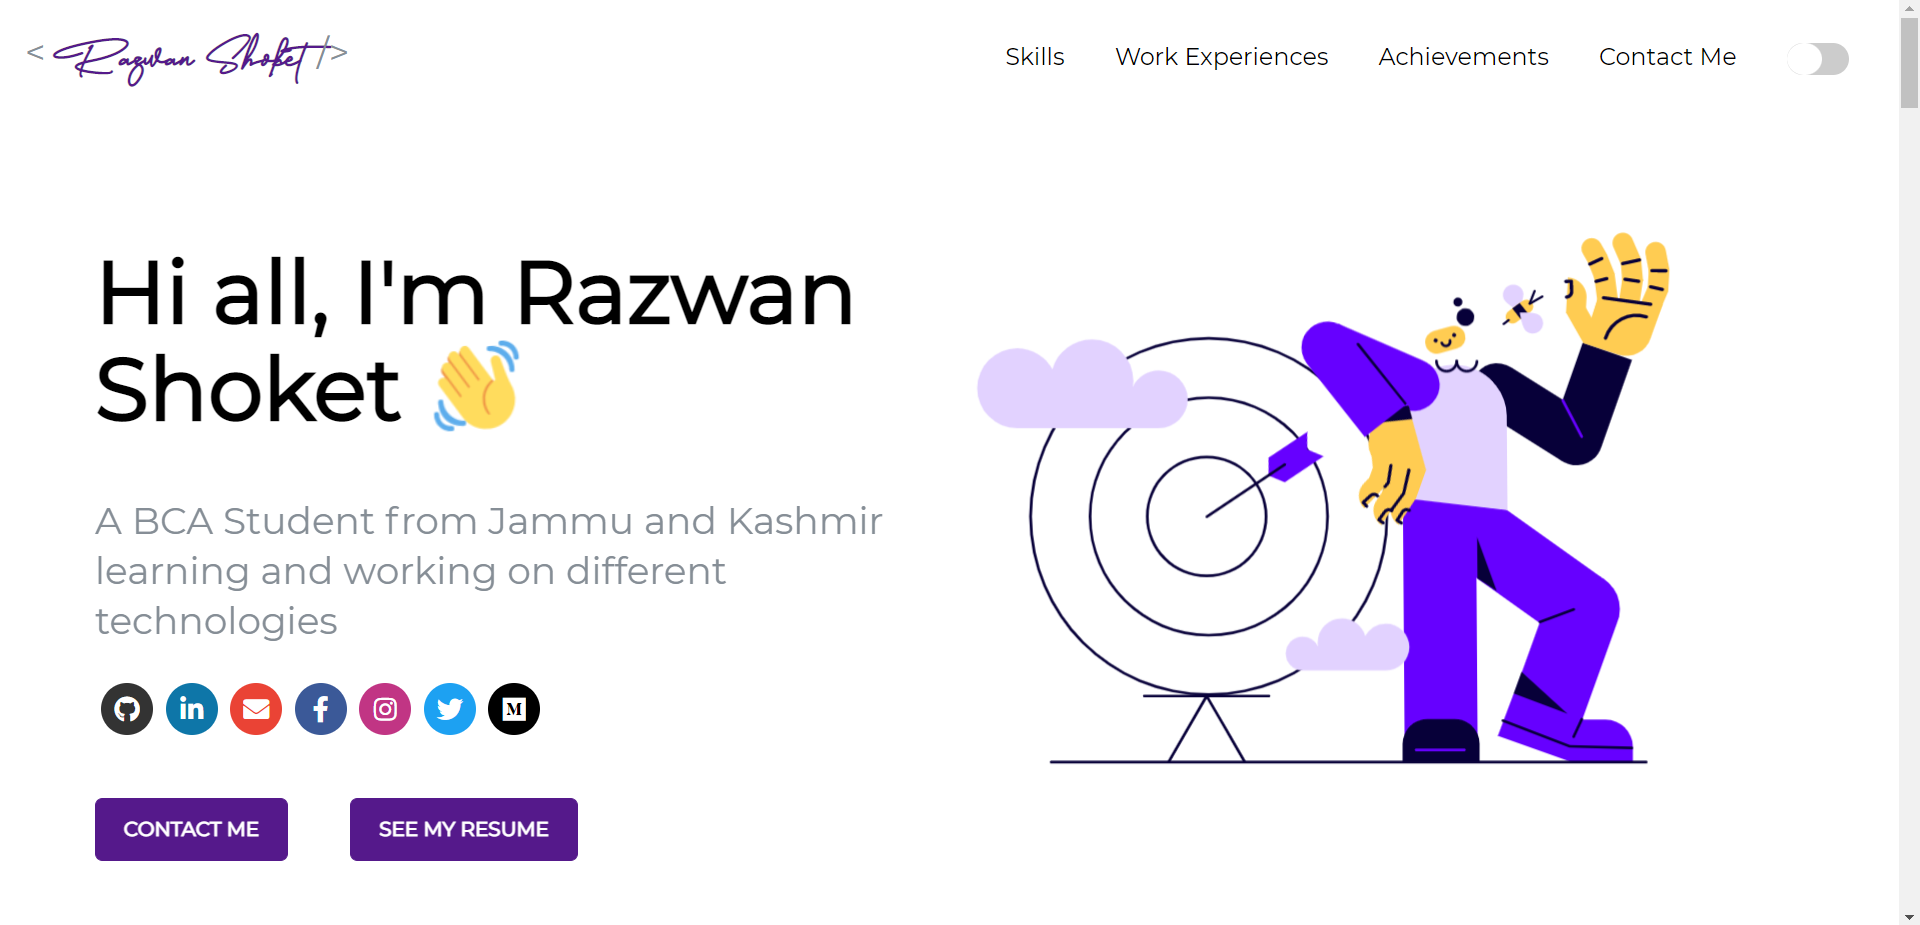 < Razwan Shoket />
Skills
Work Experiences
Achievements
Contact Me
Hi all, I'm Razwan
Shoket 👋
A BCA Student from Jammu and Kashmir
learning and working on different
technologies
M
CONTACT ME
SEE MY RESUME